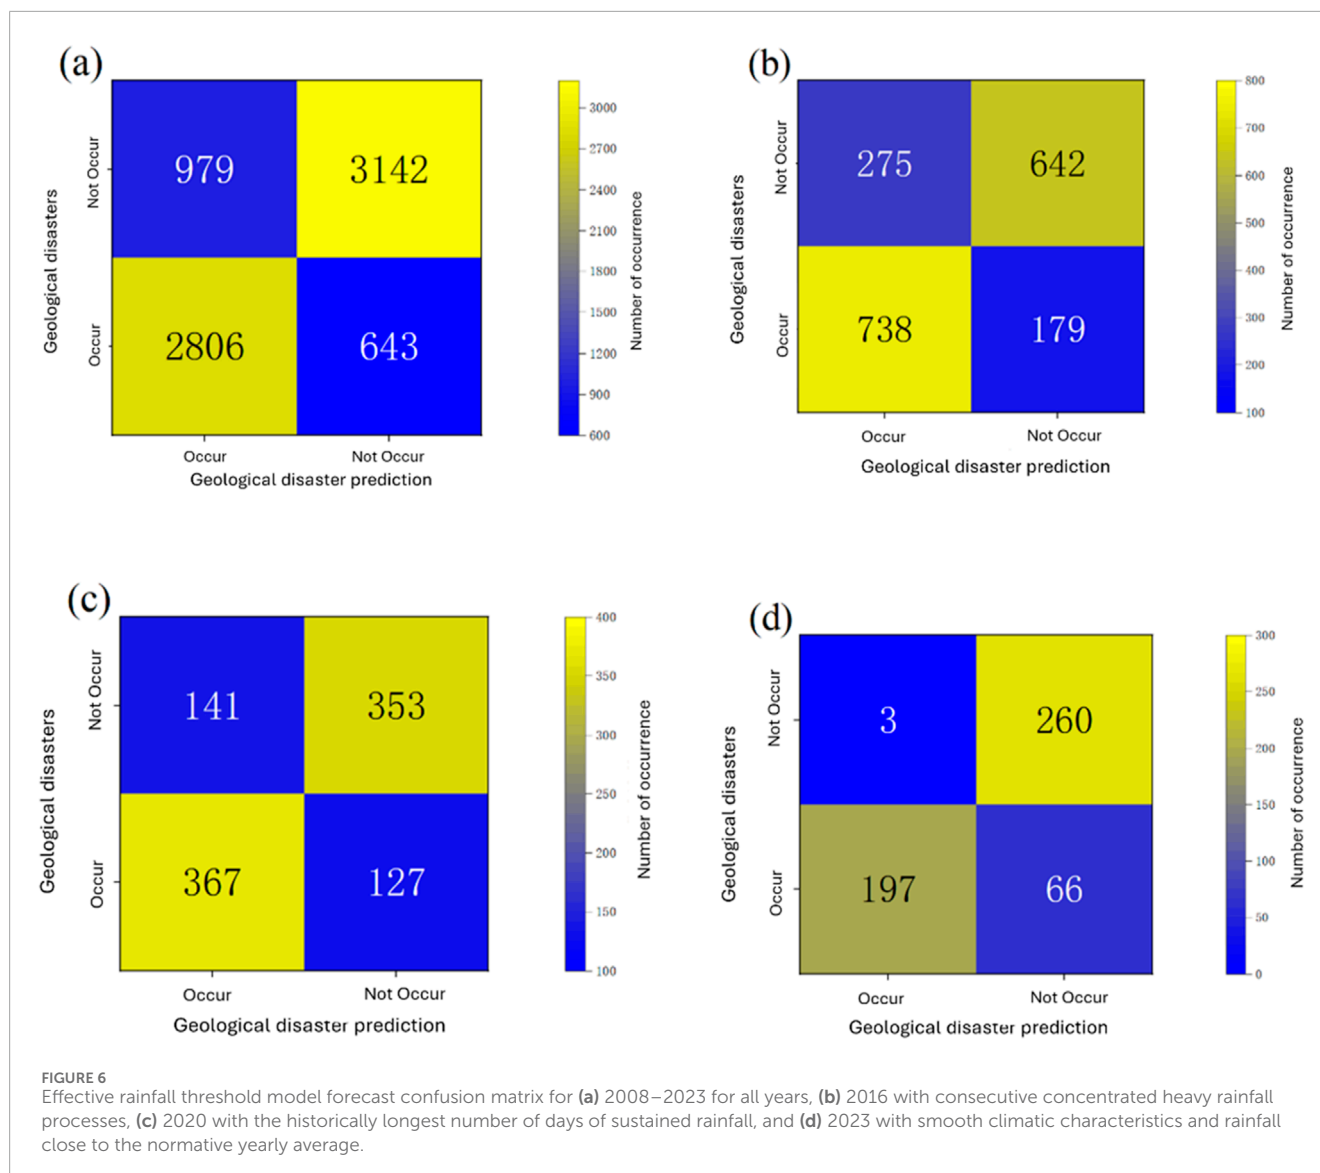 (a)
Geological disasters
Not Occur
Occur
979
3142
2806
643
Occur
Not Occur
Geological disaster prediction
3000
2700
2400
2100
1800
1500
1200
900
600
Number of occurrence
(b)
Geological disasters
Not Occur
Occur
275
642
738
179
Occur
Not Occur
Geological disaster prediction
800
700
600
500
400
300
200
100
Number of occurrence
(c)
Geological disasters
Not Occur
Occur
141
353
367
127
Occur
Not Occur
Geological disaster prediction
400
350
300
250
200
150
100
Number of occurrence
(d)
Geological disasters
Not Occur
Occur
3
260
197
66
Occur
Not Occur
Geological disaster prediction
300
250
200
150
100
50
0
Number of occurrence
FIGURE 6
Effective rainfall threshold model forecast confusion matrix for (a) 2008–2023 for all years, (b) 2016 with consecutive concentrated heavy rainfall
processes, (c) 2020 with the historically longest number of days of sustained rainfall, and (d) 2023 with smooth climatic characteristics and rainfall
close to the normative yearly average.